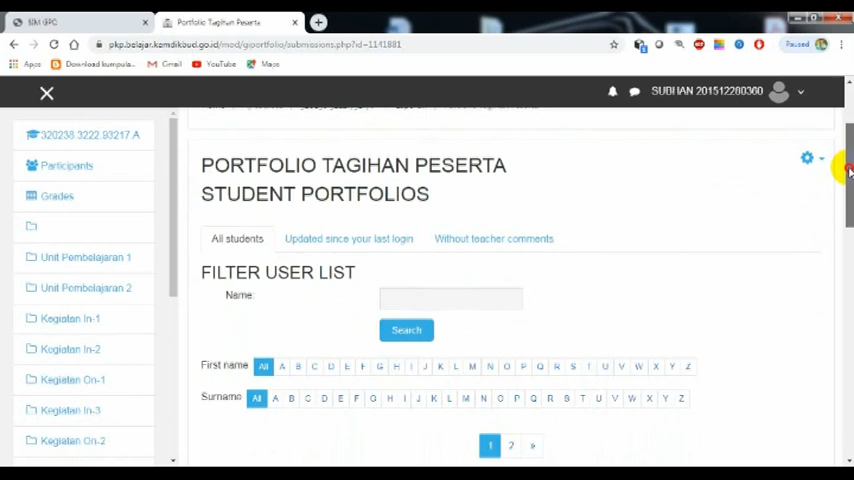 SIM GPO
Portfolio Tagihan Peserta
pkp.belajar.kemdikbud.go.id/mod/giportfolio/submissions.php?id=1141881
Paused
Apps
Download kumpula...
Gmail
YouTube
Maps
SUBHAN 201512280360
320238.3222.93217.A
Participants
Grades
Unit Pembelajaran 1
Unit Pembelajaran 2
Kegiatan In-1
Kegiatan In-2
Kegiatan On-1
Kegiatan In-3
Kegiatan On-2
PORTFOLIO TAGIHAN PESERTA
STUDENT PORTFOLIOS
All students Updated since your last login Without teacher comments
FILTER USER LIST
Name:
Search
First name All A B C D E F G H I J K L M N O P Q R S T U V W X Y Z
Surname All A B C D E F G H I J K L M N O P Q R S T U V W X Y Z
1 2 »